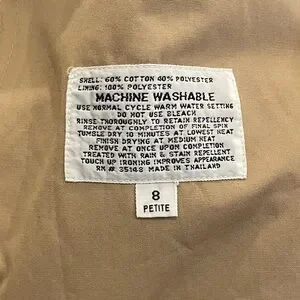 SHELL: 60% COTTON 40% POLYESTER
LINING: 100% POLYESTER
MACHINE WASHABLE
USE NORMAL CYCLE WARM WATER SETTING
DO NOT USE BLEACH
RINSE THOROUGHLY TO RETAIN REPELLENCY
REMOVE AT COMPLETION OF FINAL SPIN
TUMBLE DRY 10 MINUTES AT LOWEST HEAT
FINISH DRYING AT MEDIUM HEAT
REMOVE AT ONCE UPON COMPLETION
TREATED WITH RAIN & STAIN REPELLENT
TOUCH UP IRONING IMPROVES APPEARANCE
RN # 35148 MADE IN THAILAND
8
PETITE